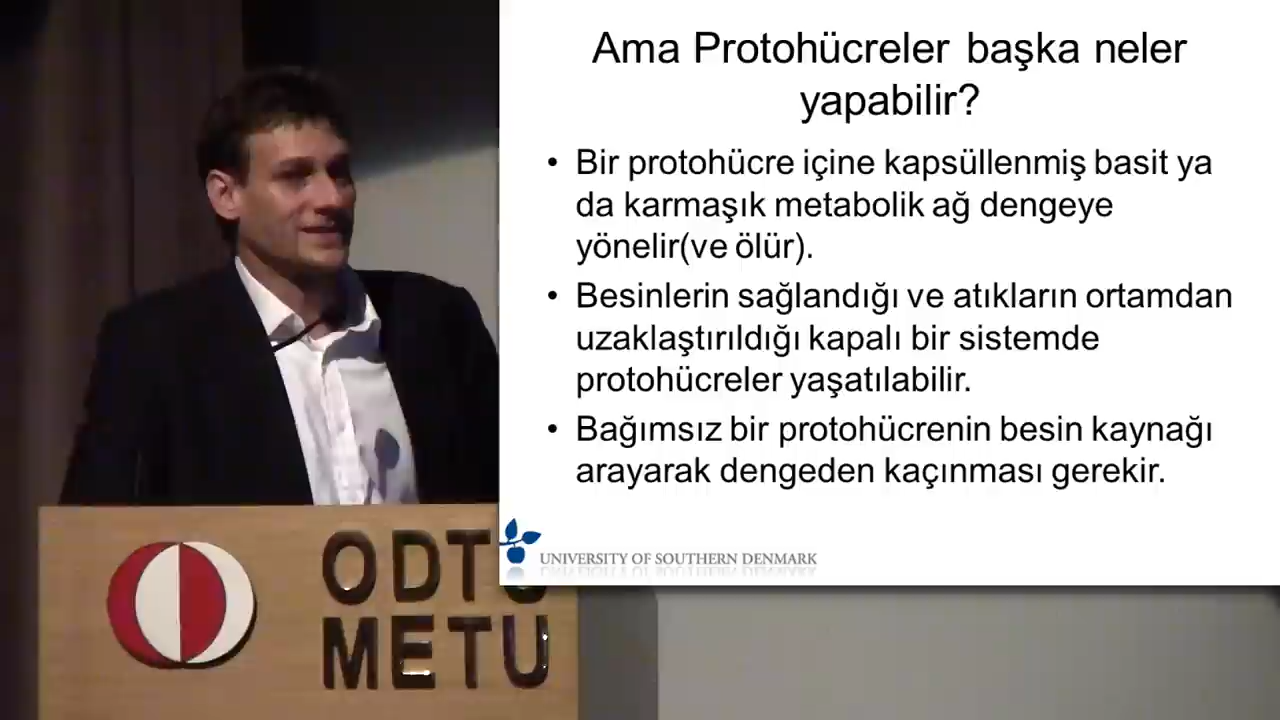 Ama Protohücreler başka neler
yapabilir?
• Bir protohücre içine kapsüllenmiş basit ya
da karmaşık metabolik ağ dengeye
yönelir(ve ölür).
• Besinlerin sağlandığı ve atıkların ortamdan
uzaklaştırıldığı kapalı bir sistemde
protohücreler yaşatılabilir.
• Bağımsız bir protohücrenin besin kaynağı
arayarak dengeden kaçınması gerekir.
UNIVERSITY OF SOUTHERN DENMARK
ODTÜ
METU